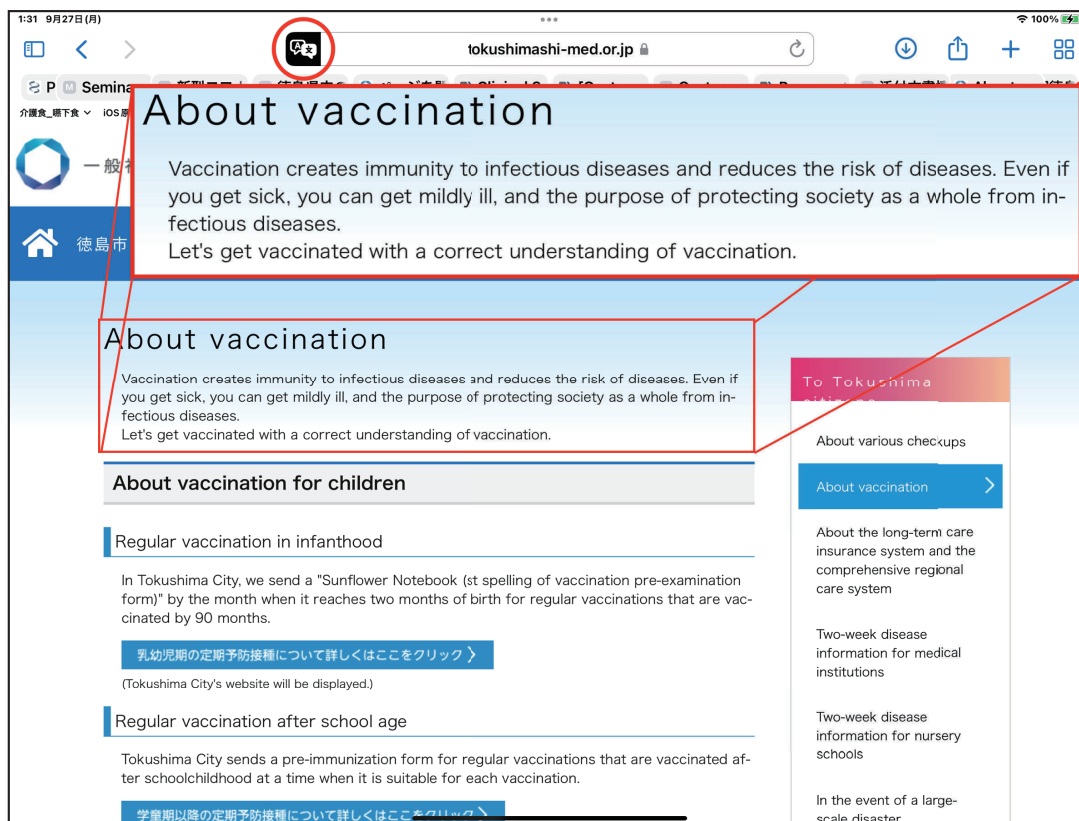 1:31 9月27日(月)
100%
tokushimashi-med.or.jp
P
Semina
介護食_嚥下食
iOS
About vaccination
Vaccination creates immunity to infectious diseases and reduces the risk of diseases. Even if
you get sick, you can get mildly ill, and the purpose of protecting society as a whole from in-
fectious diseases.
Let's get vaccinated with a correct understanding of vaccination.
一般
徳島市
About vaccination
Vaccination creates immunity to infectious diseases and reduces the risk of diseases. Even if
you get sick, you can get mildly ill, and the purpose of protecting society as a whole from in-
fectious diseases.
Let's get vaccinated with a correct understanding of vaccination.
About vaccination for children
Regular vaccination in infanthood
In Tokushima City, we send a "Sunflower Notebook (st spelling of vaccination pre-examination
form)" by the month when it reaches two months of birth for regular vaccinations that are vac-
cinated by 90 months.
乳幼児期の定期予防接種について詳しくはここをクリック
(Tokushima City's website will be displayed.)
Regular vaccination after school age
Tokushima City sends a pre-immunization form for regular vaccinations that are vaccinated af-
ter schoolchildhood at a time when it is suitable for each vaccination.
学童期以降の定期予防接種について詳しくはここをクリック
To Tokushima
citizens
About various checkups
About vaccination
About the long-term care
insurance system and the
comprehensive regional
care system
Two-week disease
information for medical
institutions
Two-week disease
information for nursery
schools
In the event of a large-
scale disaster